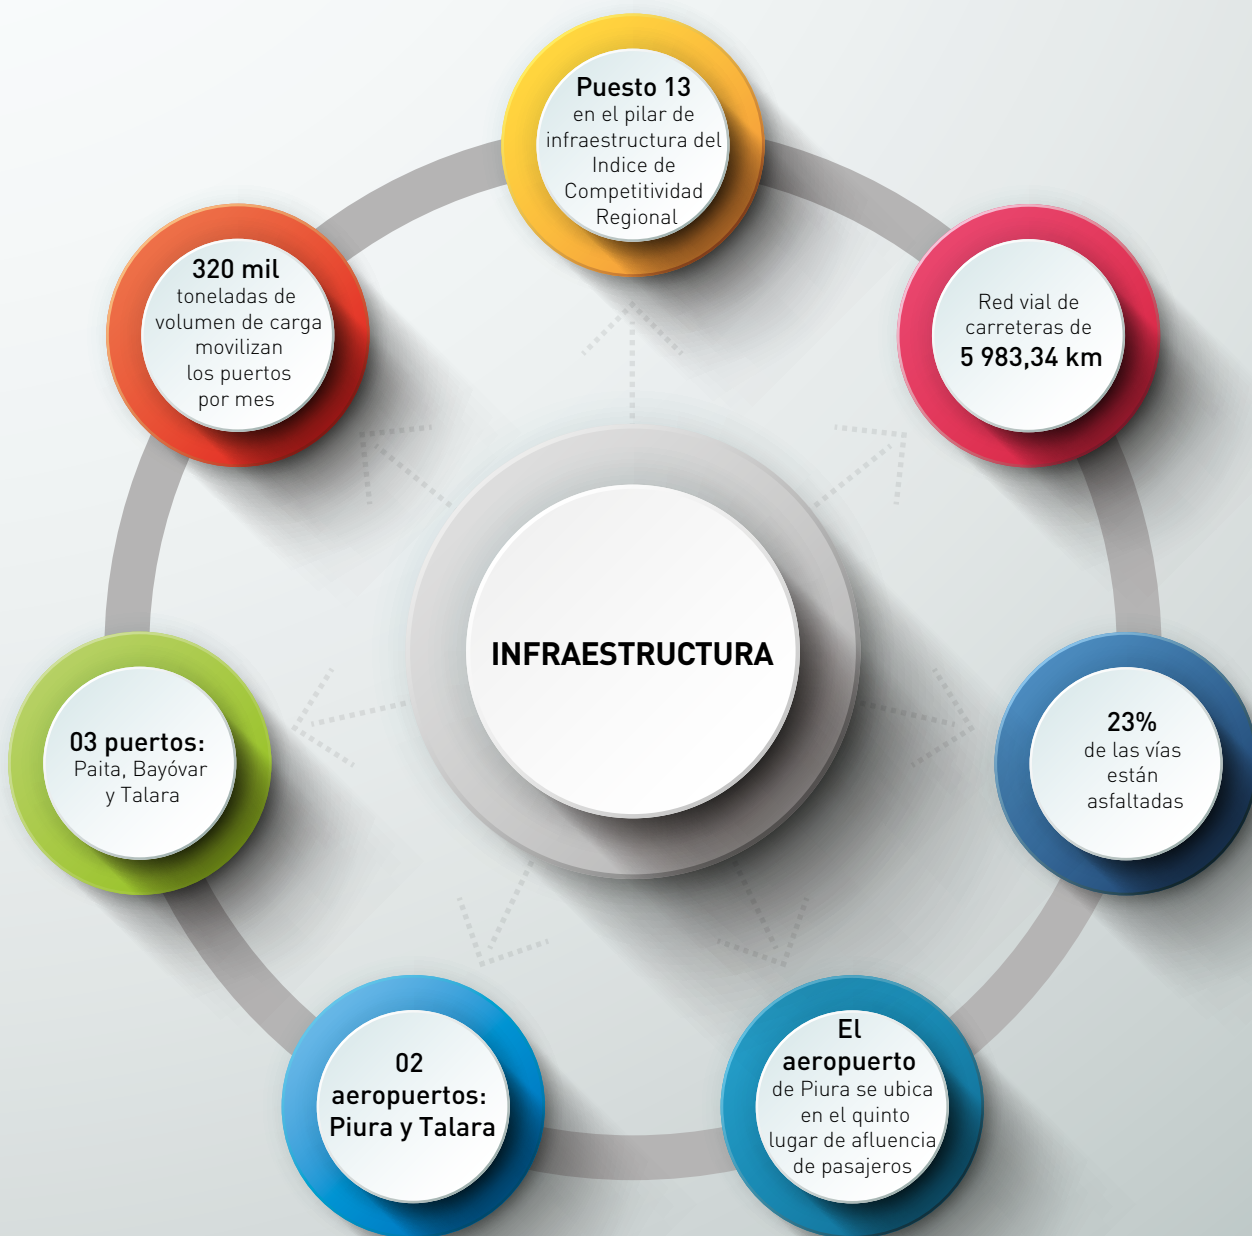 Puesto 13
en el pilar de
infraestructura del
Indice de
Competitividad
Regional
320 mil
toneladas de
volumen de carga
movilizan
los puertos
por mes
Red vial de
carreteras de
5 983,34 km
INFRAESTRUCTURA
03 puertos:
Paita, Bayóvar
y Talara
23%
de las vías
están
asfaltadas
02
aeropuertos:
Piura y Talara
El
aeropuerto
de Piura se ubica
en el quinto
lugar de afluencia
de pasajeros